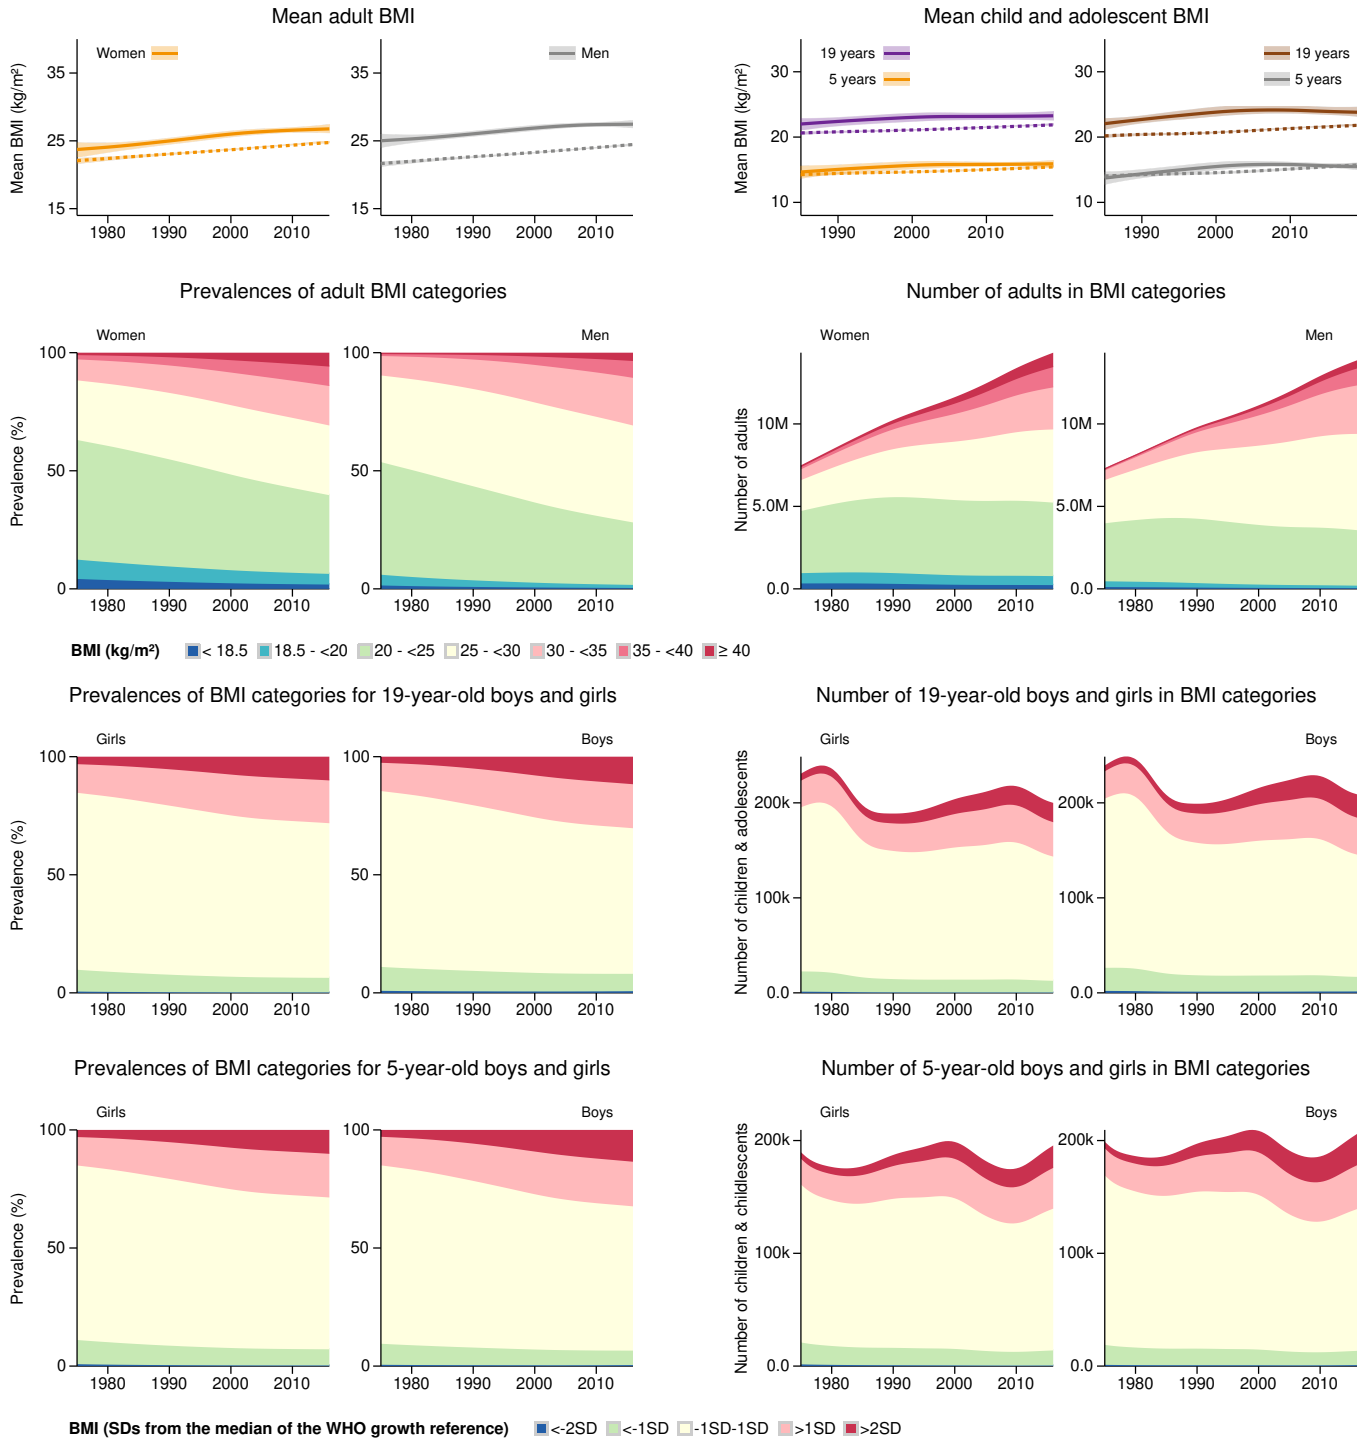 Mean adult BMI
Mean child and adolescent BMI
Women
Men
19 years
5 years
19 years
5 years
Mean BMI (kg/m²)
35
25
15
1980 1990 2000 2010
35
25
15
1980 1990 2000 2010
Mean BMI (kg/m²)
30
20
10
1990 2000 2010
30
20
10
1990 2000 2010
Prevalences of adult BMI categories
Number of adults in BMI categories
Women
Men
Women
Men
Prevalence (%)
100
50
0
1980 1990 2000 2010
100
50
0
1980 1990 2000 2010
Number of adults
10M
5.0M
0.0
1980 1990 2000 2010
10M
5.0M
0.0
1980 1990 2000 2010
BMI (kg/m²) < 18.5 18.5 - <20 20 - <25 25 - <30 30 - <35 35 - <40 ≥ 40
Prevalences of BMI categories for 19-year-old boys and girls
Number of 19-year-old boys and girls in BMI categories
Girls
Boys
Girls
Boys
Prevalence (%)
100
50
0
1980 1990 2000 2010
100
50
0
1980 1990 2000 2010
Number of children & adolescents
200k
100k
0.0
1980 1990 2000 2010
200k
100k
0.0
1980 1990 2000 2010
Prevalences of BMI categories for 5-year-old boys and girls
Number of 5-year-old boys and girls in BMI categories
Girls
Boys
Girls
Boys
Prevalence (%)
100
50
0
1980 1990 2000 2010
100
50
0
1980 1990 2000 2010
Number of children & childlescents
200k
100k
0.0
1980 1990 2000 2010
200k
100k
0.0
1980 1990 2000 2010
BMI (SDs from the median of the WHO growth reference) <-2SD <-1SD -1SD-1SD >1SD >2SD